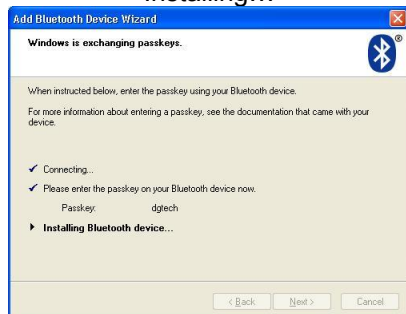 Installing...
Add Bluetooth Device Wizard
Windows is exchanging passkeys.
When instructed below, enter the passkey using your Bluetooth device.
For more information about entering a passkey, see the documentation that came with your
device.
✓ Connecting...
✓ Please enter the passkey on your Bluetooth device now.
Passkey: dgtech
Installing Bluetooth device...
< Back Next > Cancel